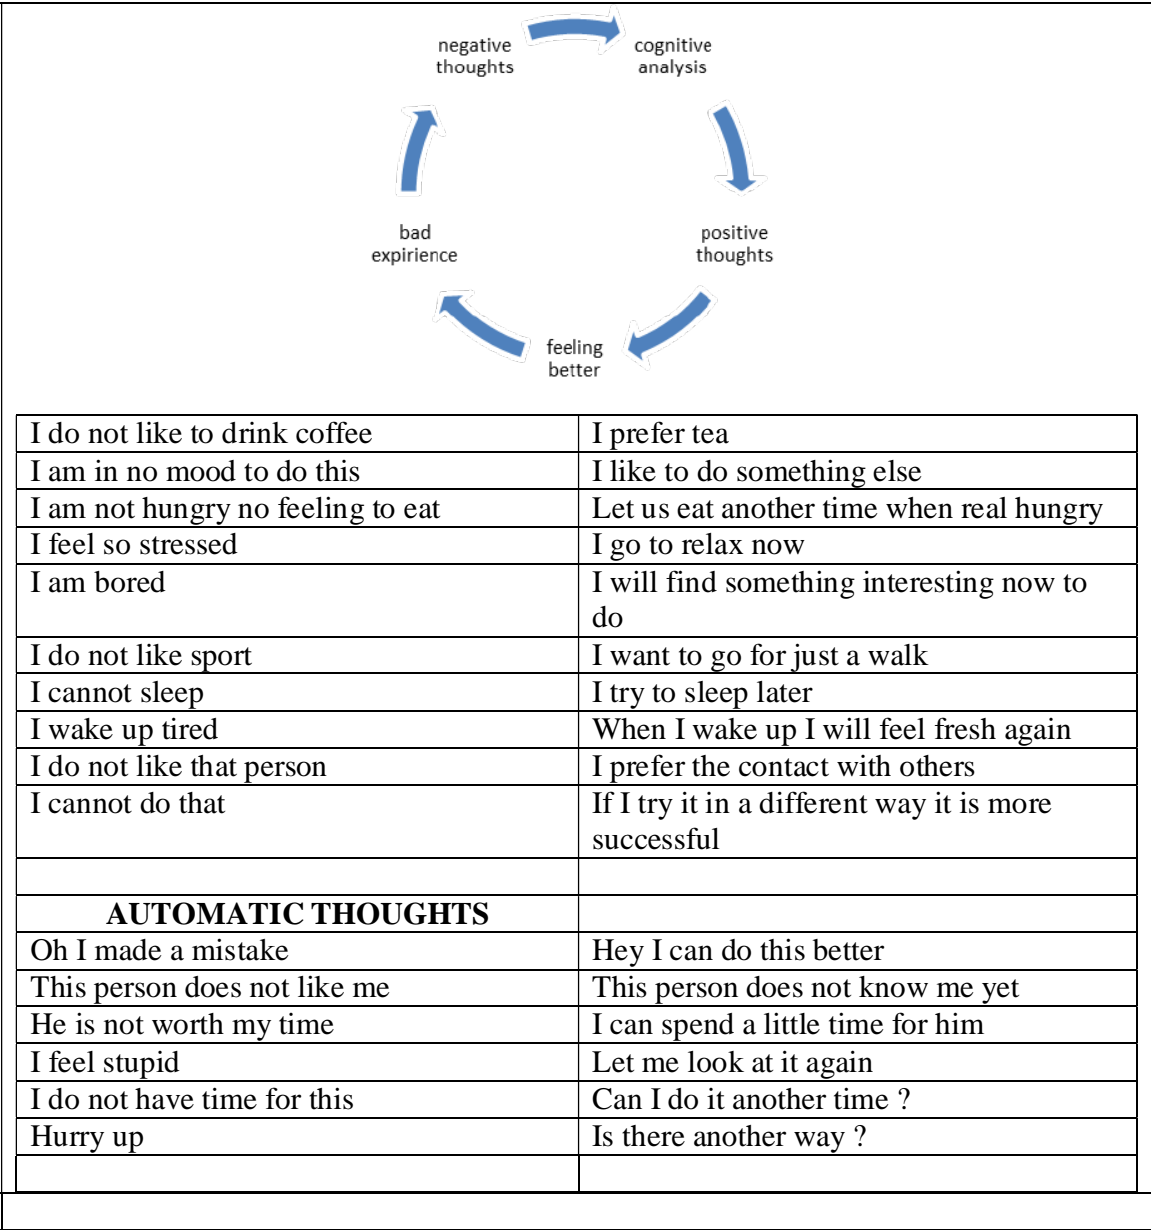 negative
thoughts
cognitive
analysis
positive
thoughts
feeling
better
bad
expirience
I do not like to drink coffee I prefer tea
I am in no mood to do this I like to do something else
I am not hungry no feeling to eat Let us eat another time when real hungry
I feel so stressed I go to relax now
I am bored I will find something interesting now to
do
I do not like sport I want to go for just a walk
I cannot sleep I try to sleep later
I wake up tired When I wake up I will feel fresh again
I do not like that person I prefer the contact with others
I cannot do that If I try it in a different way it is more
successful
AUTOMATIC THOUGHTS
Oh I made a mistake Hey I can do this better
This person does not like me This person does not know me yet
He is not worth my time I can spend a little time for him
I feel stupid Let me look at it again
I do not have time for this Can I do it another time ?
Hurry up Is there another way ?